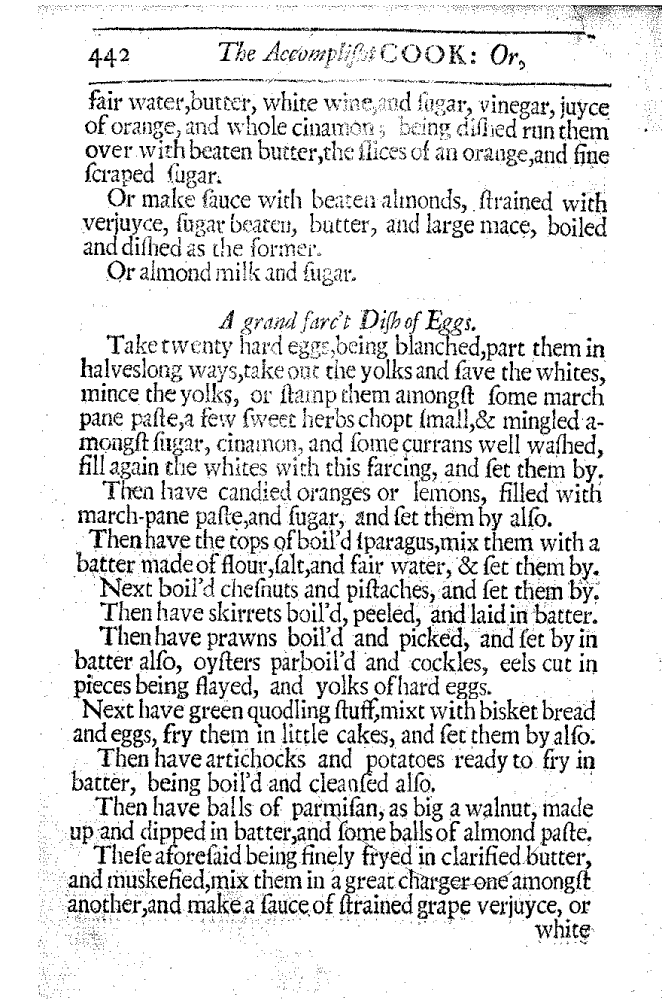 442 The Accompliſht COOK: Or,
fair water,butter, white wine,and ſugar, vinegar, juyce
of orange, and whole cinamon; being diſhed run them
over with beaten butter,the ſlices of an orange,and fine
ſcraped ſugar.
Or make ſauce with beaten almonds, ſtrained with
verjuyce, ſugar beaten, butter, and large mace, boiled
and diſhed as the former.
Or almond milk and ſugar.
A grand farc't Diſh of Eggs.
Take twenty hard eggs,being blanched,part them in
halves long ways,take out the yolks and ſave the whites,
mince the yolks, or ſtamp them amongſt ſome march
pane paſte,a few ſweet herbs chopt ſmall,& mingled a-
mongſt ſugar, cinamon, and ſome currans well waſhed,
fill again the whites with this farcing, and ſet them by.
Then have candied oranges or lemons, filled with
march-pane paſte,and ſugar, and ſet them by alſo.
Then have the tops of boil'd ſparagus,mix them with a
batter made of flour,ſalt,and fair water, & ſet them by.
Next boil'd cheſnuts and piſtaches, and ſet them by.
Then have skirrets boil'd, peeled, and laid in batter.
Then have prawns boil'd and picked, and ſet by in
batter alſo, oyſters parboil'd and cockles, eels cut in
pieces being flayed, and yolks of hard eggs.
Next have green quodling ſtuff,mixt with bisket bread
and eggs, fry them in little cakes, and ſet them by alſo.
Then have artichocks and potatoes ready to fry in
batter, being boil'd and cleanſed alſo.
Then have balls of parmiſan, as big a walnut, made
up and dipped in batter,and ſome balls of almond paſte.
Theſe aforeſaid being finely fryed in clarified butter,
and muskefied,mix them in a great charger one amongſt
another,and make a ſauce of ſtrained grape verjuyce, or
white